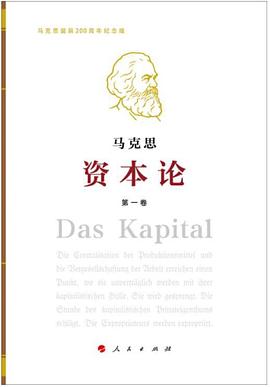 马克思诞辰200周年纪念版
马克思
资本论
第一卷
Das Kapital
Die Centralisation der Produktionsmittel und
die Vergesellschaftung der Arbeit erreichen einen
Punkt, wo sie unverträglich werden mit ihrer
kapitalistischen Hülle. Sie wird gesprengt. Die
Stunde des kapitalistischen Privateigenthums
schlägt. Die Expropriateurs werden expropriirt.
人民出版社